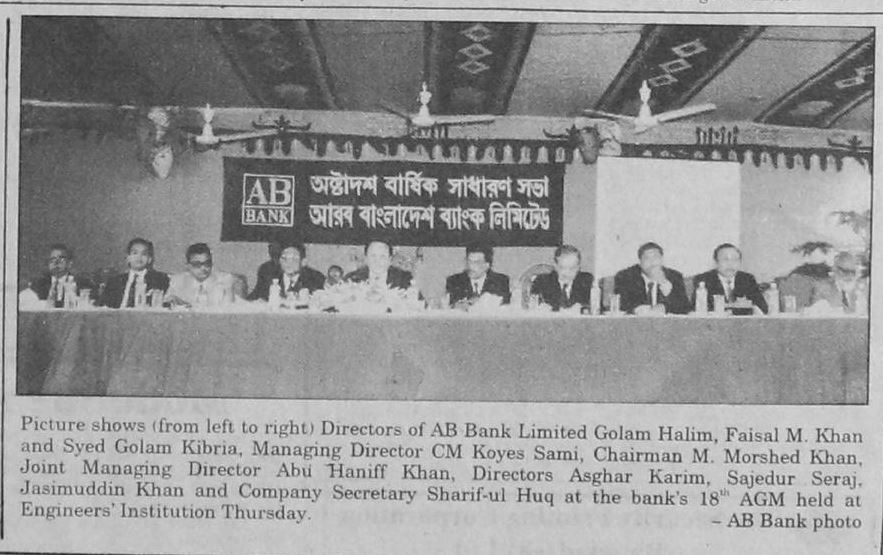 AB
BANK
অষ্টাদশ বার্ষিক সাধারণ সভা
আরব বাংলাদেশ ব্যাংক লিমিটেড
Picture shows (from left to right) Directors of AB Bank Limited Golam Halim, Faisal M. Khan
and Syed Golam Kibria, Managing Director CM Koyes Sami, Chairman M. Morshed Khan,
Joint Managing Director Abu Haniff Khan, Directors Asghar Karim, Sajedur Seraj,
Jasimuddin Khan and Company Secretary Sharif-ul Huq at the bank's 18th AGM held at
Engineers' Institution Thursday. – AB Bank photo